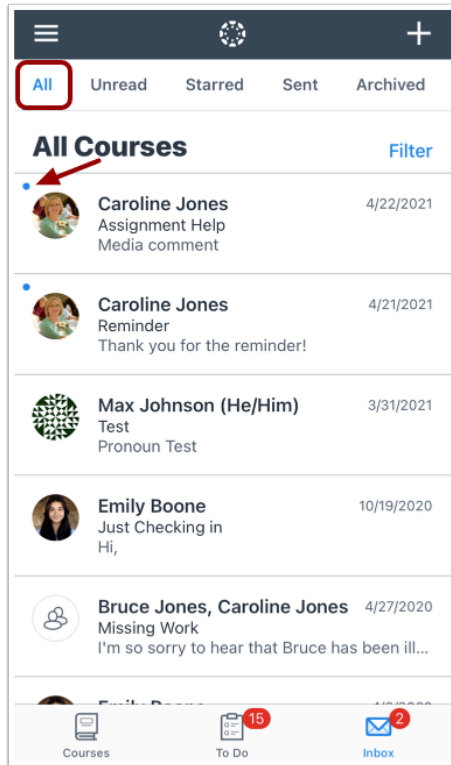 All Unread Starred Sent Archived
All Courses Filter
Caroline Jones 4/22/2021
Assignment Help
Media comment
Caroline Jones 4/21/2021
Reminder
Thank you for the reminder!
Max Johnson (He/Him) 3/31/2021
Test
Pronoun Test
Emily Boone 10/19/2020
Just Checking in
Hi,
Bruce Jones, Caroline Jones 4/27/2020
Missing Work
I'm so sorry to hear that Bruce has been ill...
15 2
Courses To Do Inbox